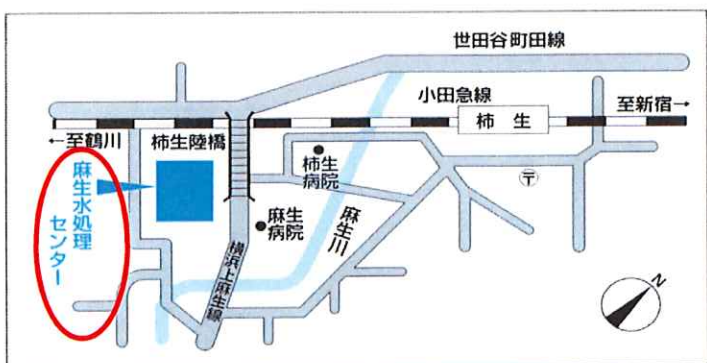 世田谷町田線
小田急線
至新宿→
柿生
←至鶴川
柿生陸橋
柿生
病院
〒
麻生水処理
センター
麻生
病院
麻生川
横浜上麻生線
N